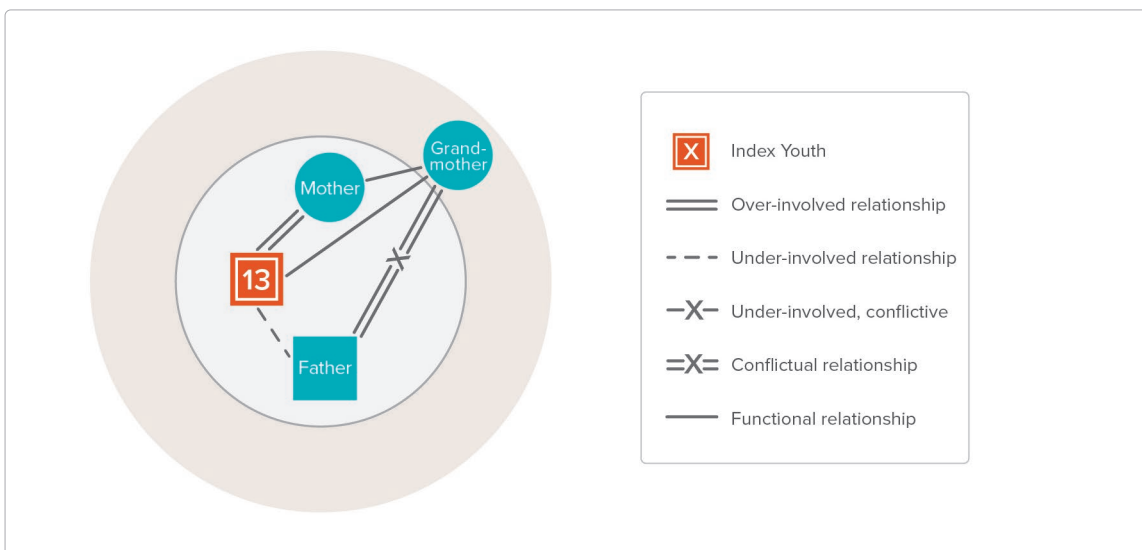 Grand-
mother
Mother
13
Father
X
X Index Youth
Over-involved relationship
Under-involved relationship
X Under-involved, conflictive
X Conflictual relationship
Functional relationship